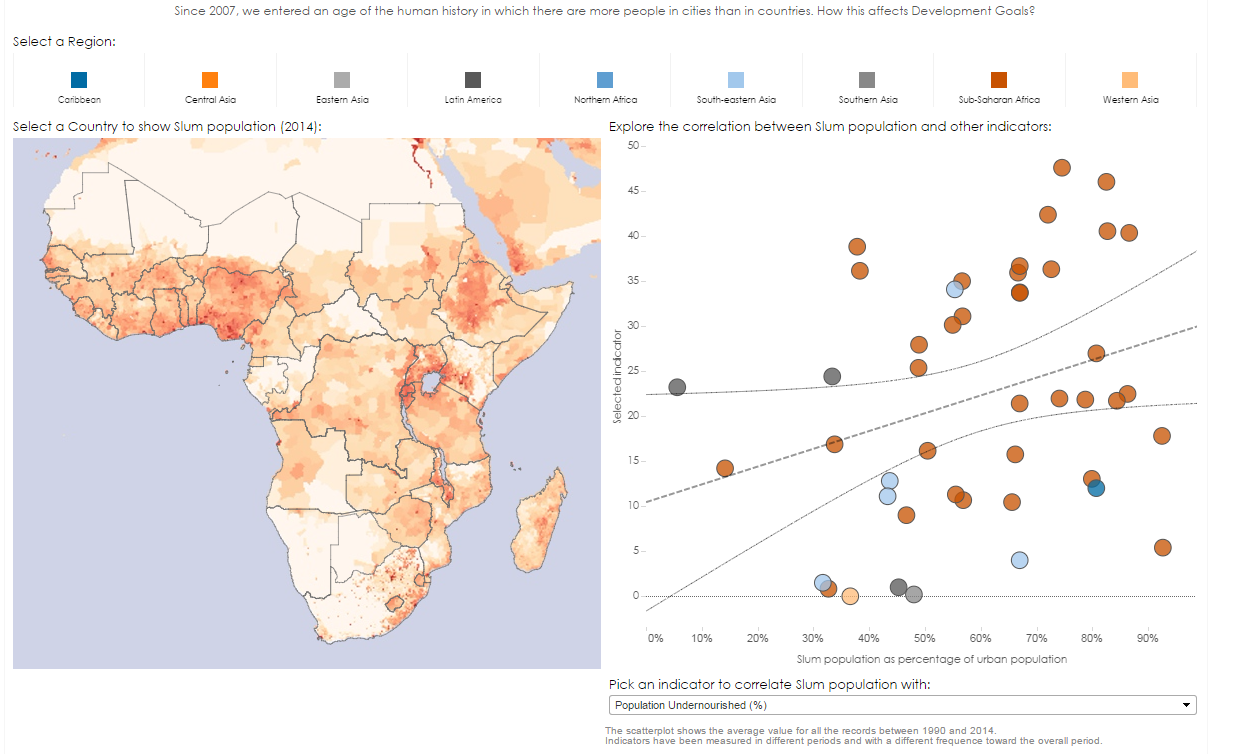 Since 2007, we entered an age of the human history in which there are more people in cities than in countries. How this affects Development Goals?
Select a Region:
Caribbean
Central Asia
Eastern Asia
Latin America
Northern Africa
South-eastern Asia
Southern Asia
Sub-Saharan Africa
Western Asia
Select a Country to show Slum population (2014):
Explore the correlation between Slum population and other indicators:
50
45
40
35
30
25
20
15
10
5
0
Selected indicator
0% 10% 20% 30% 40% 50% 60% 70% 80% 90%
Slum population as percentage of urban population
Pick an indicator to correlate Slum population with:
Population Undernourished (%)
The scatterplot shows the average value for all the records between 1990 and 2014.
Indicators have been measured in different periods and with a different frequence toward the overall period.